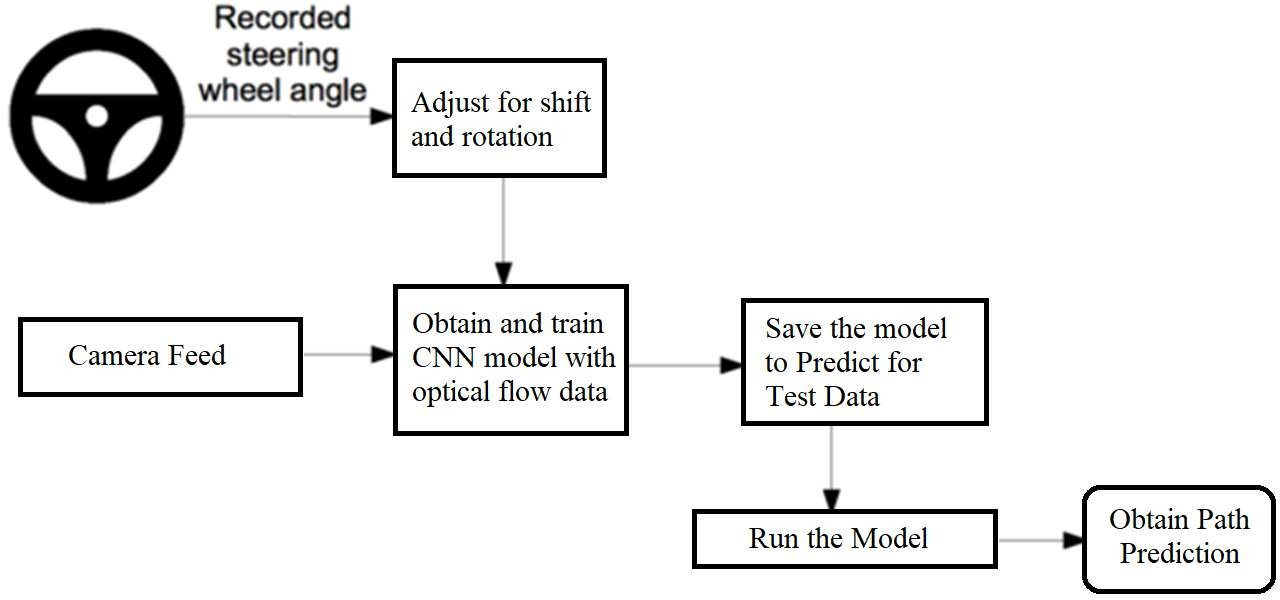 Recorded
steering
wheel angle
Adjust for shift
and rotation
Camera Feed
Obtain and train
CNN model with
optical flow data
Save the model
to Predict for
Test Data
Run the Model
Obtain Path
Prediction